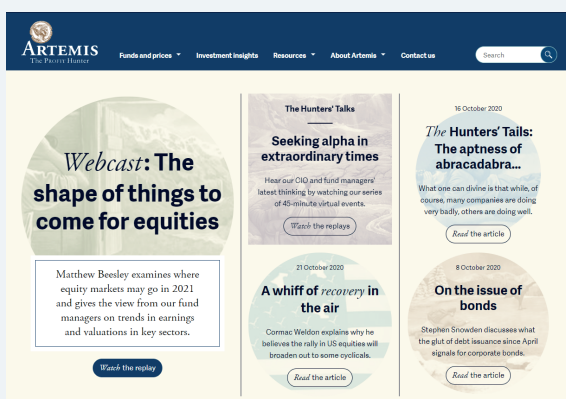 ARTEMIS
The PROFIT Hunter
Funds and prices
Investment insights
Resources
About Artemis
Contact us
Search
Webcast: The
shape of things to
come for equities
Matthew Beesley examines where
equity markets may go in 2021
and gives the view from our fund
managers on trends in earnings
and valuations in key sectors.
Watch the replay
The Hunters' Talks
Seeking alpha in
extraordinary times
Hear our CIO and fund managers'
latest thinking by watching our series
of 45-minute virtual events.
Watch the replays
21 October 2020
A whiff of recovery in
the air
Cormac Weldon explains why he
believes the rally in US equities will
broaden out to some cyclicals.
Read the article
16 October 2020
The Hunters' Tails:
The aptness of
abracadabra...
What one can divine is that while, of
course, many companies are doing
very badly, others are doing well.
Read the article
8 October 2020
On the issue of
bonds
Stephen Snowden discusses what
the glut of debt issuance since April
signals for corporate bonds.
Read the article